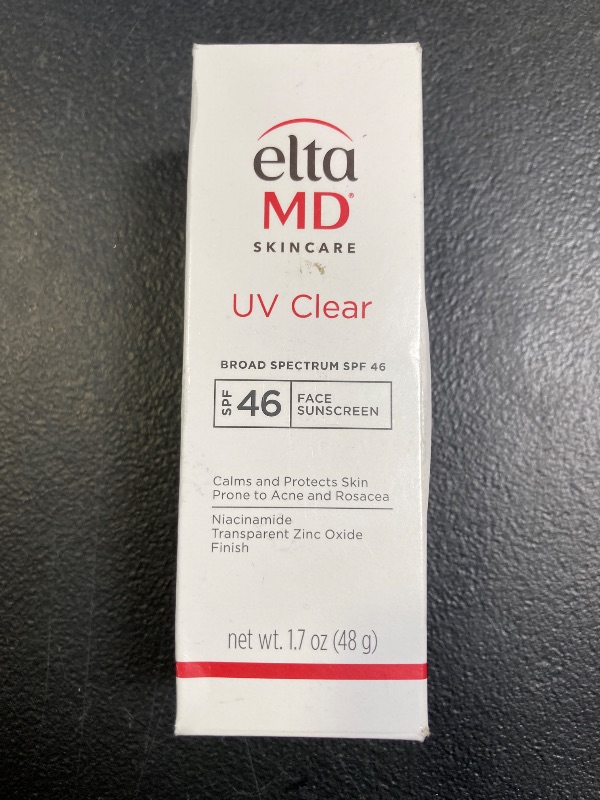 elta
MD®
SKINCARE
UV Clear
BROAD SPECTRUM SPF 46
SPF 46 FACE
SUNSCREEN
Calms and Protects Skin
Prone to Acne and Rosacea
Niacinamide
Transparent Zinc Oxide
Finish
net wt. 1.7 oz (48 g)